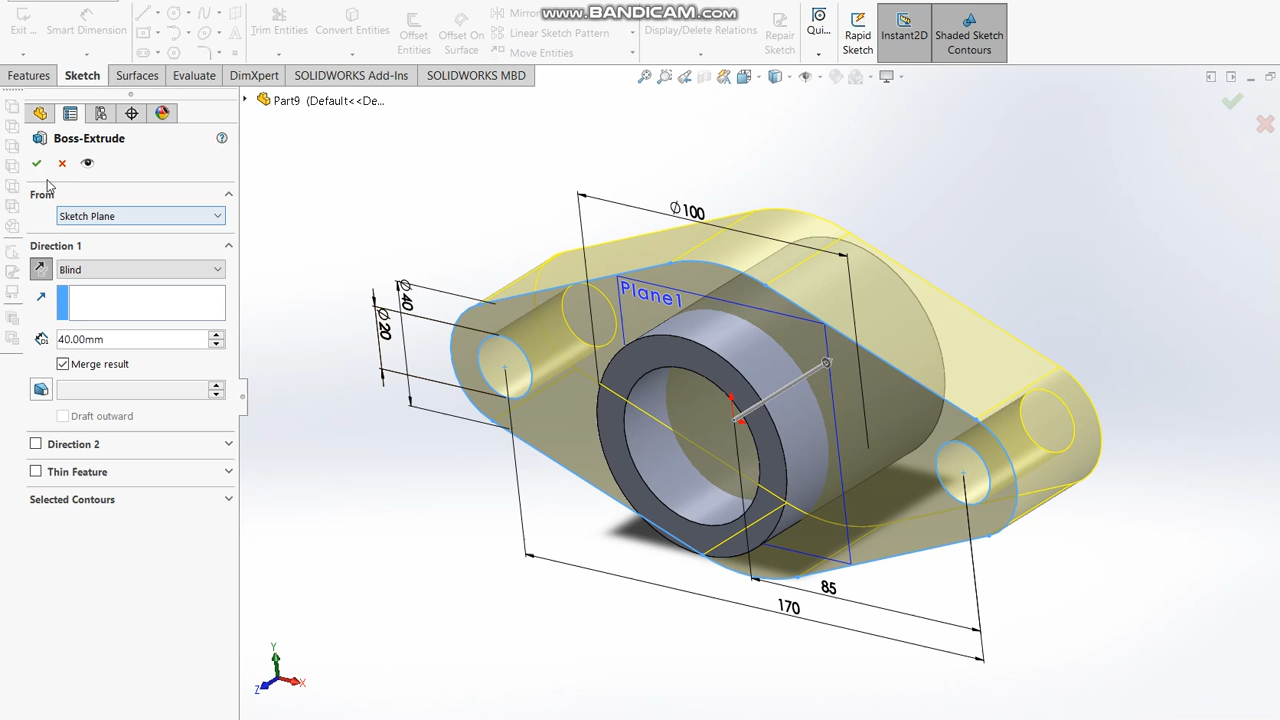 www.BANDICAM.com
Exit ...
Smart Dimension
Trim Entities
Convert Entities
Offset Entities
Offset On Surface
Mirror
Linear Sketch Pattern
Move Entities
Display/Delete Relations
Repair Sketch
Qui...
Rapid Sketch
Instant2D
Shaded Sketch Contours
Features
Sketch
Surfaces
Evaluate
DimXpert
SOLIDWORKS Add-Ins
SOLIDWORKS MBD
Part9 (Default<<De...
Boss-Extrude
From
Sketch Plane
Direction 1
Blind
40.00mm
Merge result
Draft outward
Direction 2
Thin Feature
Selected Contours
Ø100
Plane1
Ø 40
Ø20
85
170
Y
X
Z